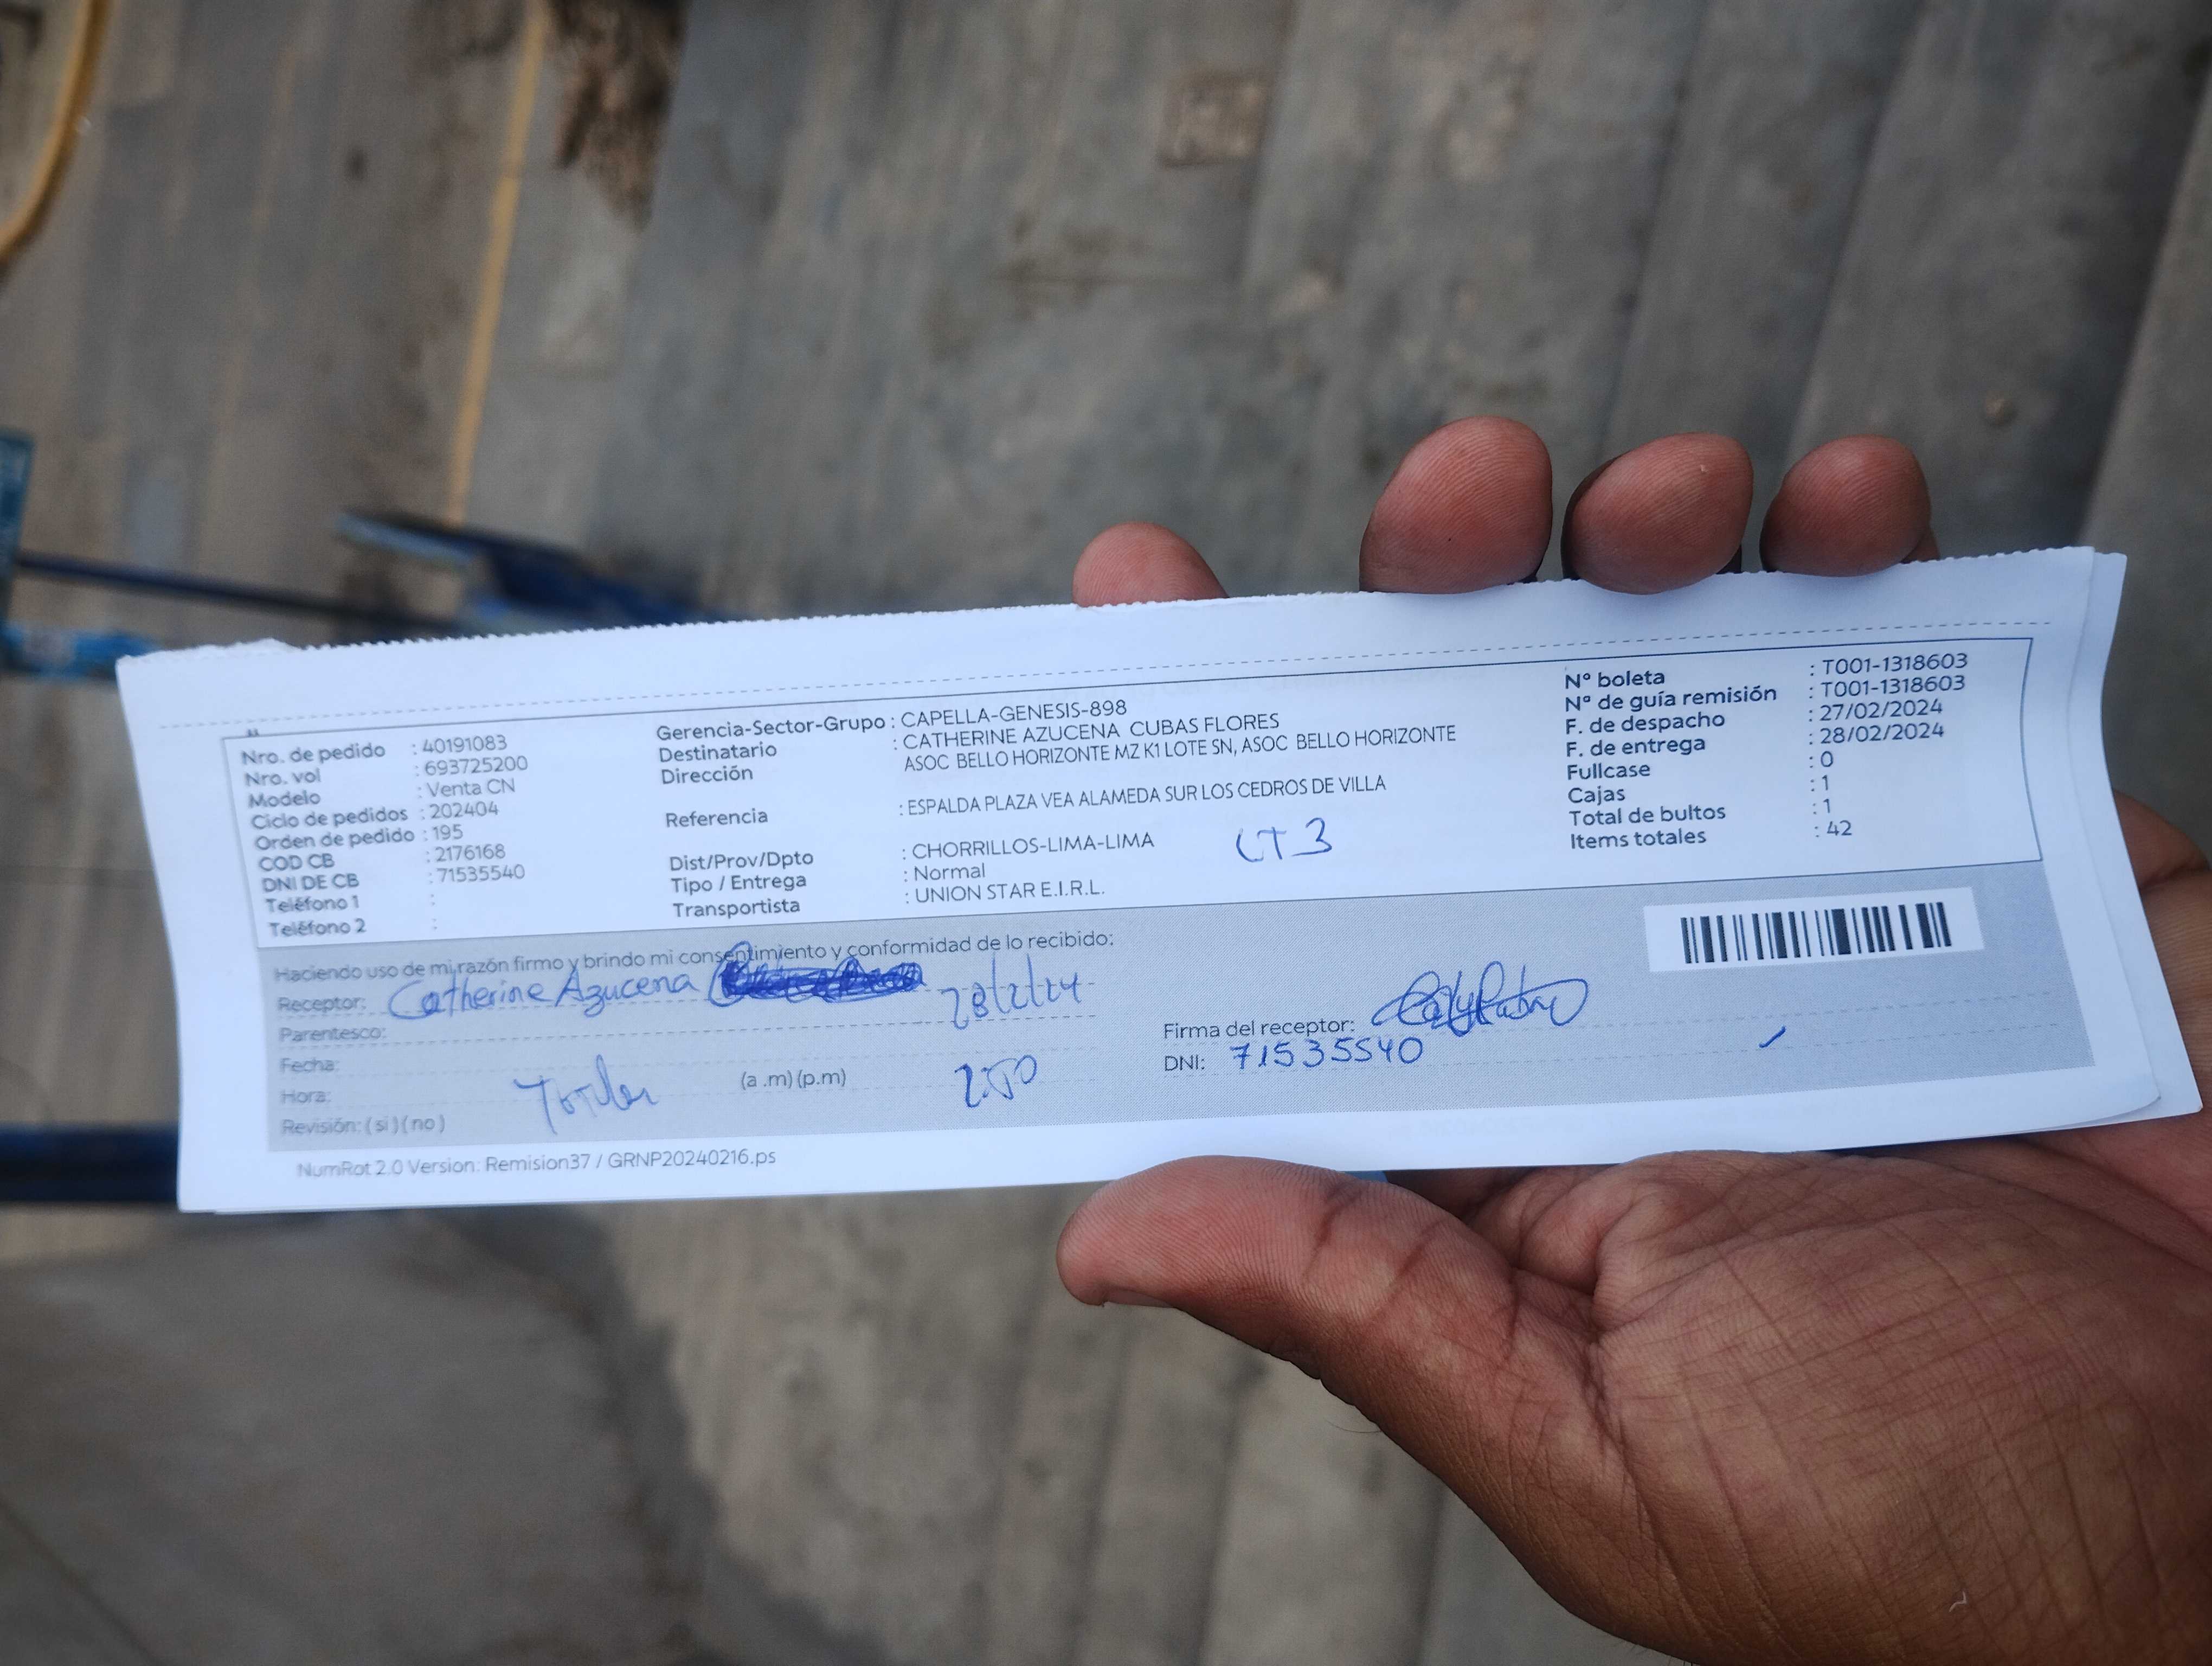 Nro. de pedido : 40191083
Nro. vol : 693725200
Modelo : Venta CN
Ciclo de pedidos : 202404
Orden de pedido : 195
COD CB : 2176168
DNI DE CB : 71535540
Teléfono 1 :
Teléfono 2 :
Gerencia-Sector-Grupo : CAPELLA-GENESIS-898
Destinatario : CATHERINE AZUCENA CUBAS FLORES
Dirección ASOC BELLO HORIZONTE MZ K1 LOTE SN, ASOC BELLO HORIZONTE
Referencia : ESPALDA PLAZA VEA ALAMEDA SUR LOS CEDROS DE VILLA
Dist/Prov/Dpto : CHORRILLOS-LIMA-LIMA
Tipo / Entrega : Normal
Transportista : UNION STAR E.I.R.L.
LT 3
Nº boleta : T001-1318603
Nº de guía remisión : T001-1318603
F. de despacho : 27/02/2024
F. de entrega : 28/02/2024
Fullcase : 0
Cajas : 1
Total de bultos : 1
Items totales : 42
Haciendo uso de mi razón firmo y brindo mi consentimiento y conformidad de lo recibido:
Receptor: Catherine Azucena 28/2/24
Parentesco:
Fecha:
Hora: (a .m) (p.m) 2:50
Revisión: ( si ) ( no )
Firma del receptor:
DNI: 71535540
NumRot 2.0 Version: Remision37 / GRNP20240216.ps